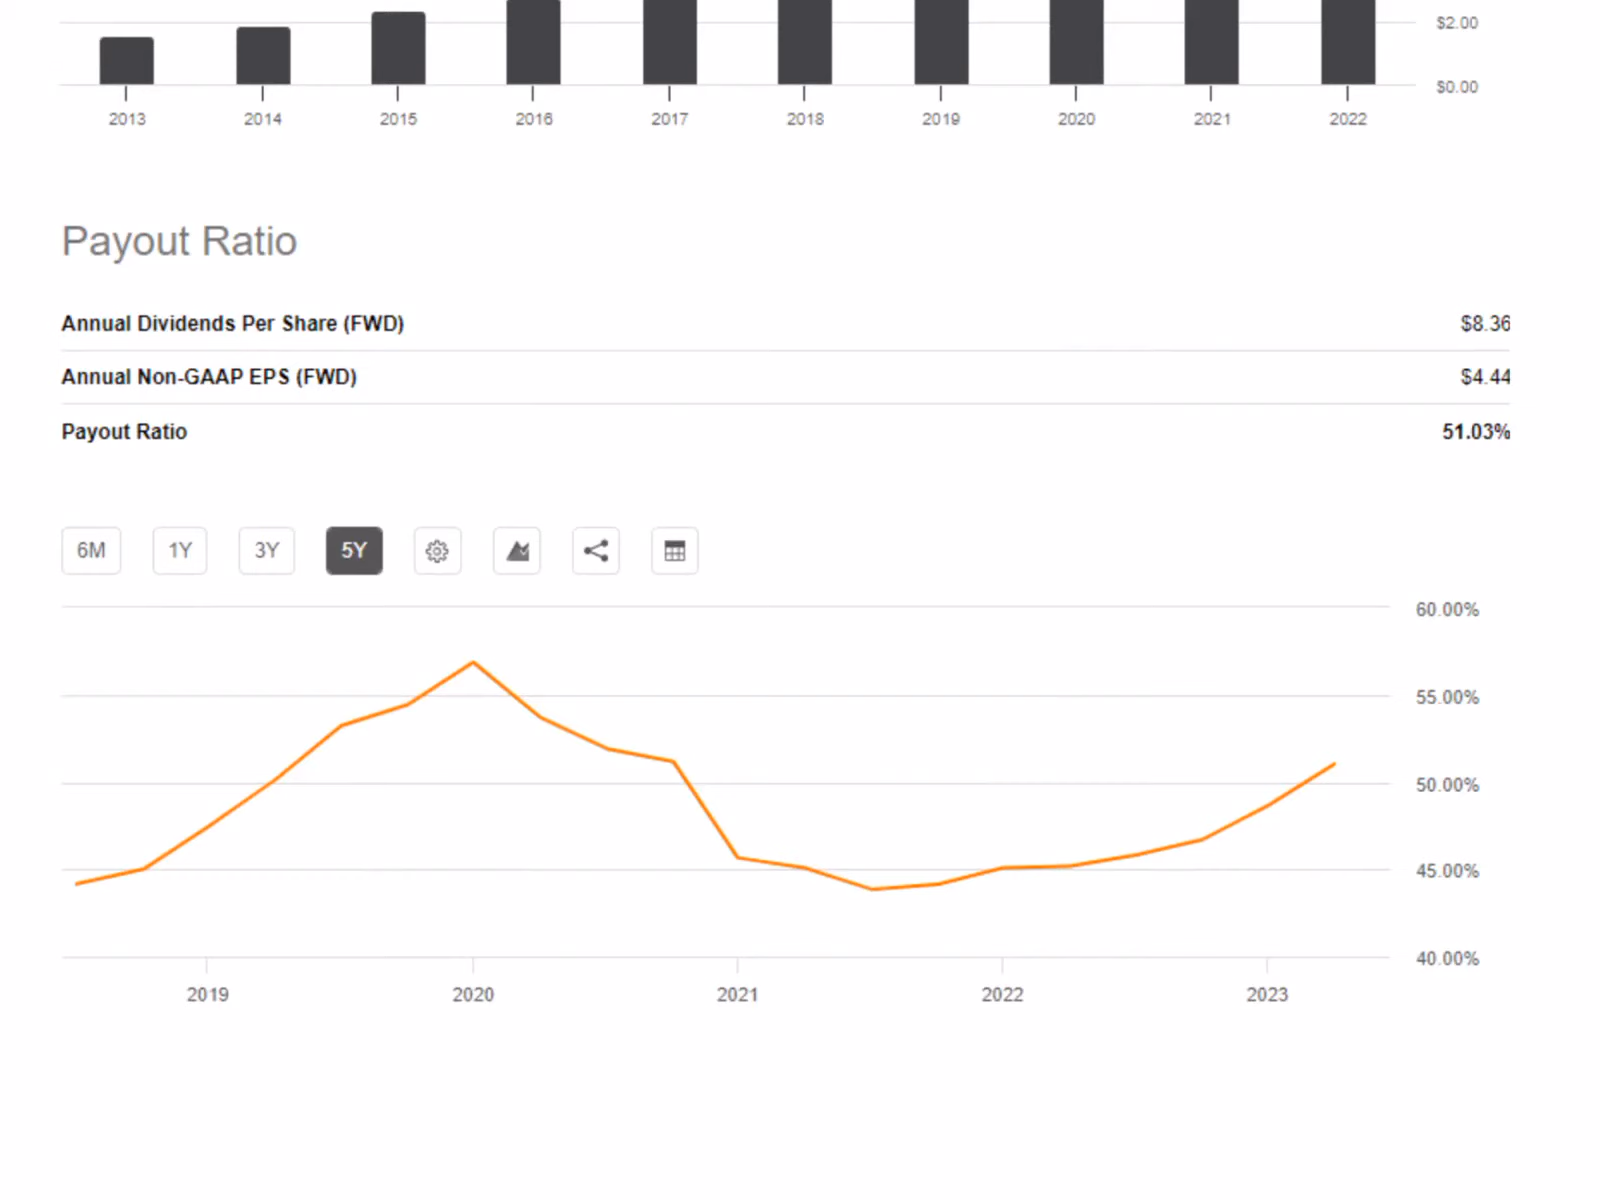 $2.00
$0.00
2013 2014 2015 2016 2017 2018 2019 2020 2021 2022
Payout Ratio
Annual Dividends Per Share (FWD) $8.36
Annual Non-GAAP EPS (FWD) $4.44
Payout Ratio 51.03%
6M 1Y 3Y 5Y
60.00%
55.00%
50.00%
45.00%
40.00%
2019 2020 2021 2022 2023